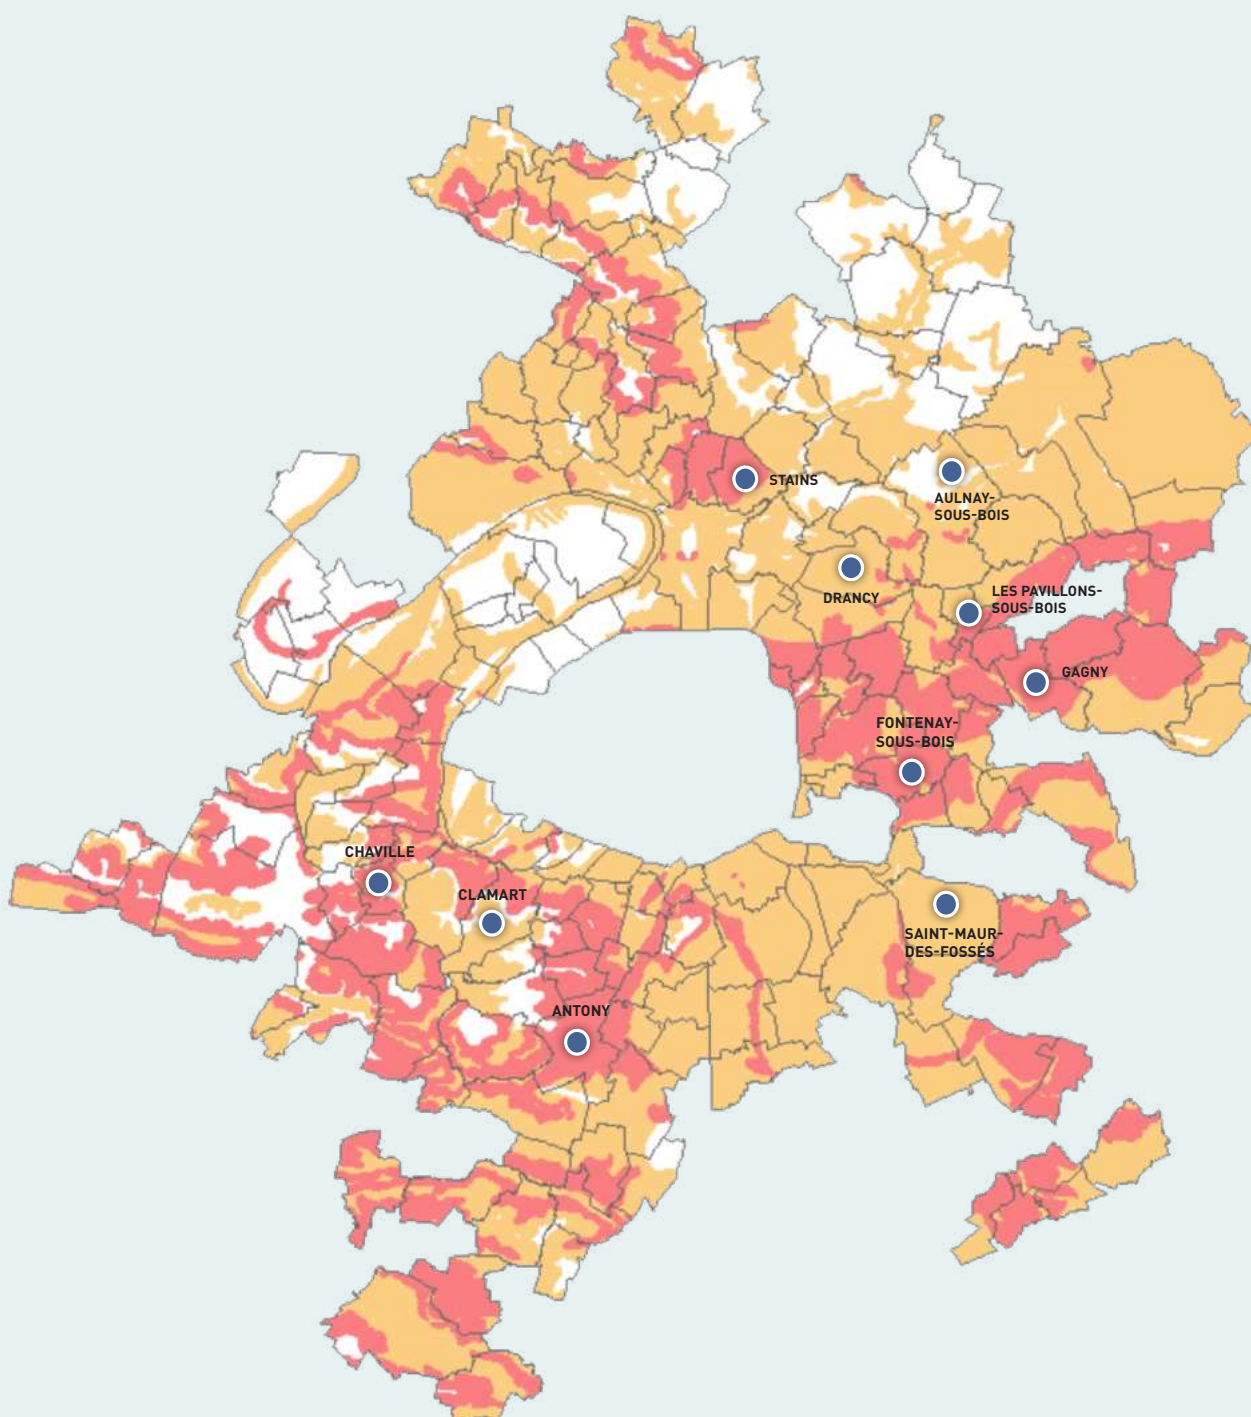 STAINS
AULNAY-
SOUS-BOIS
DRANCY
LES PAVILLONS-
SOUS-BOIS
GAGNY
FONTENAY-
SOUS-BOIS
CHAVILLE
CLAMART
SAINT-MAUR-
DES-FOSSÉS
ANTONY